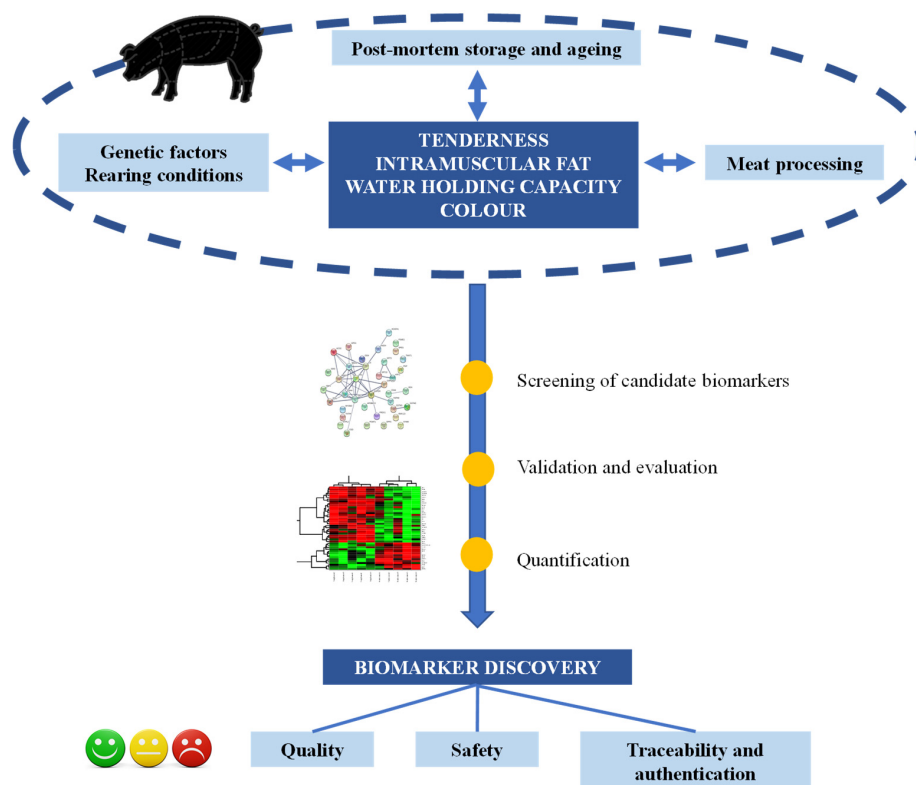 Post-mortem storage and ageing
Genetic factors
Rearing conditions
TENDERNESS
INTRAMUSCULAR FAT
WATER HOLDING CAPACITY
COLOUR
Meat processing
Screening of candidate biomarkers
Validation and evaluation
Quantification
BIOMARKER DISCOVERY
Quality
Safety
Traceability and
authentication